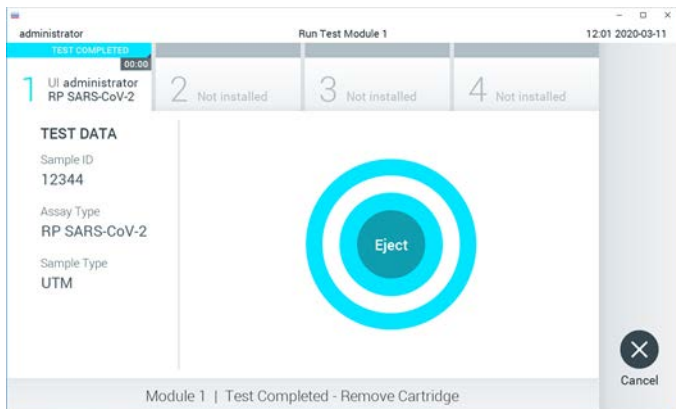 administrator Run Test Module 1 12:01 2020-03-11
TEST COMPLETED
00:00
1 UI administrator
RP SARS-CoV-2
2 Not installed
3 Not installed
4 Not installed
TEST DATA
Sample ID
12344
Assay Type
RP SARS-CoV-2
Sample Type
UTM
Eject
Cancel
Module 1 | Test Completed - Remove Cartridge